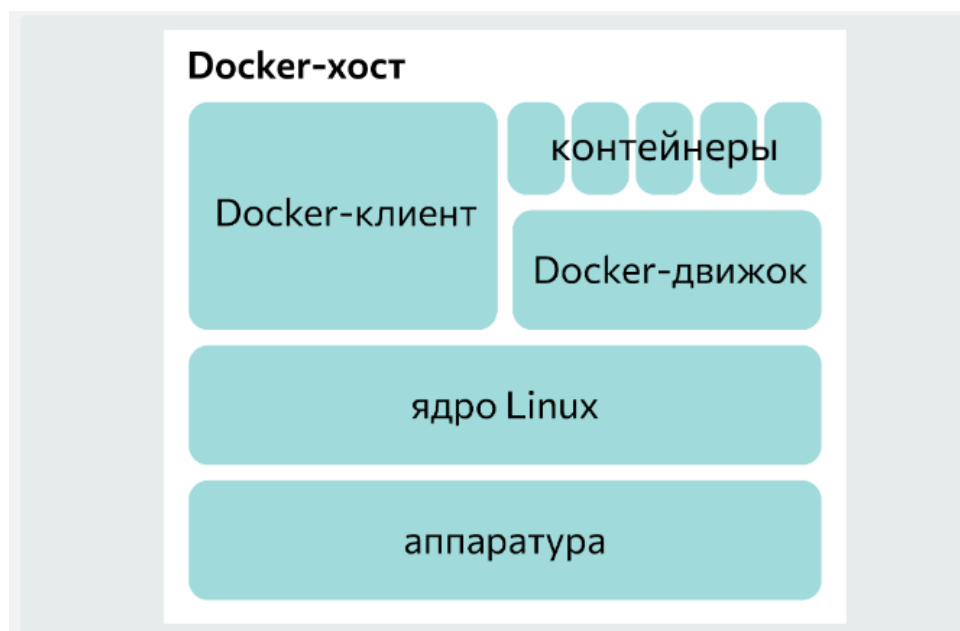 Docker-хост
контейнеры
Docker-клиент
Docker-движок
ядро Linux
аппаратура